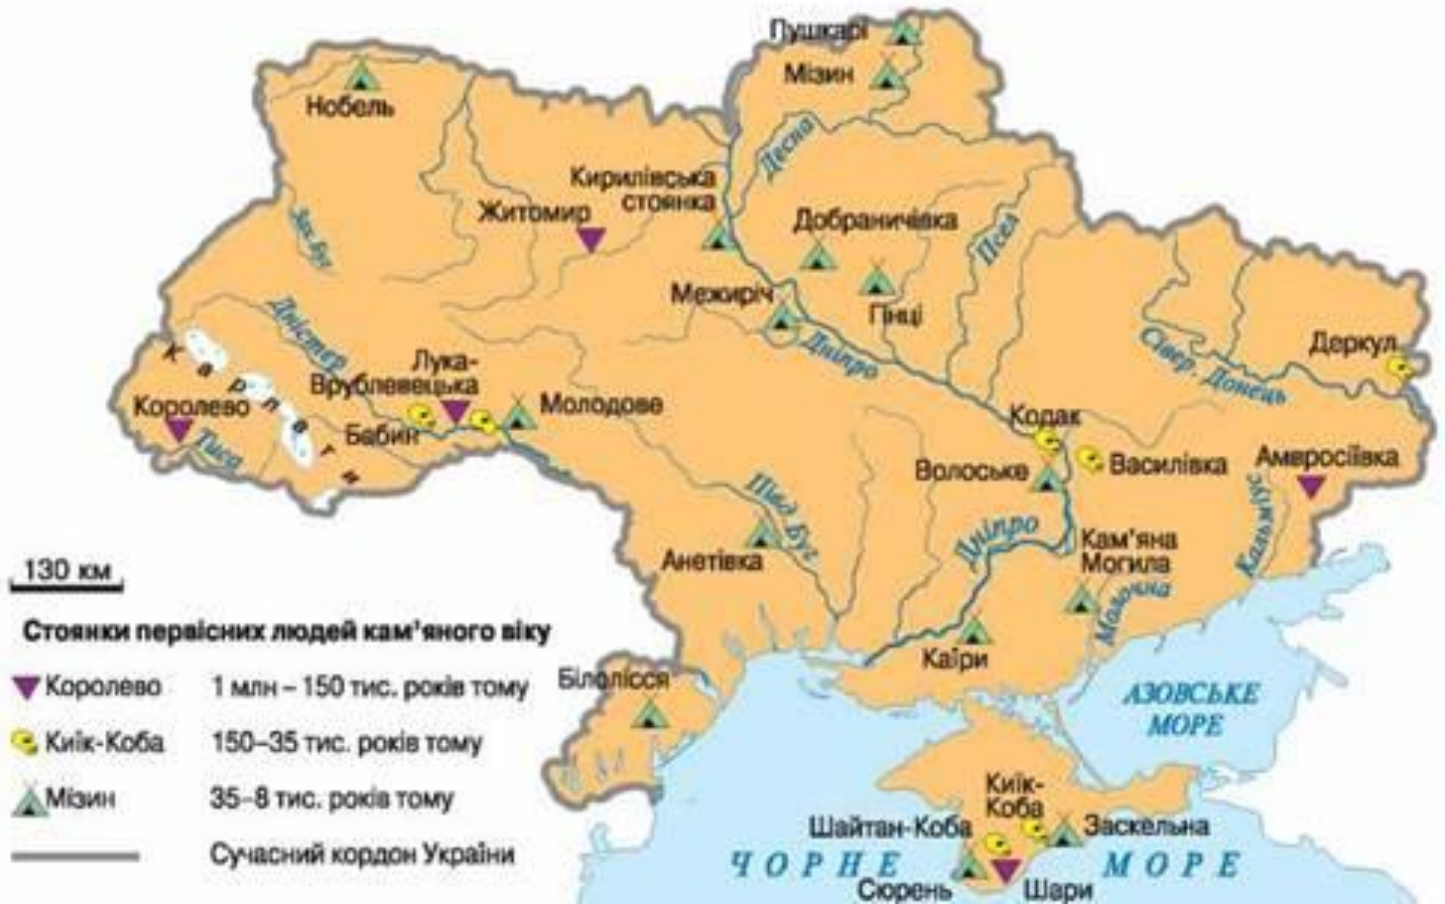 Пушкарі
Мізин
Нобель
Десна
Кирилівська
стоянка
Житомир
Добраничівка
Псел
Зах. Буг
Межиріч
Гінці
Дністер
Дніпро
Сівер. Донець
Деркул
Карпати
Лука-
Врублевецька
Молодове
Королево
Тиса
Бабин
Кодак
Волоське
Василівка
Амвросіївка
Півд. Буг
Дніпро
Кальміус
Анетівка
Кам'яна
Могила
Молочна
Каїри
Білолісся
АЗОВСЬКЕ
МОРЕ
Киїк-
Коба
Шайтан-Коба
Заскельна
ЧОРНЕ МОРЕ
Сюрень
Шари
130 км
Стоянки первісних людей кам'яного віку
Королево 1 млн – 150 тис. років тому
Киїк-Коба 150–35 тис. років тому
Мізин 35–8 тис. років тому
Сучасний кордон України